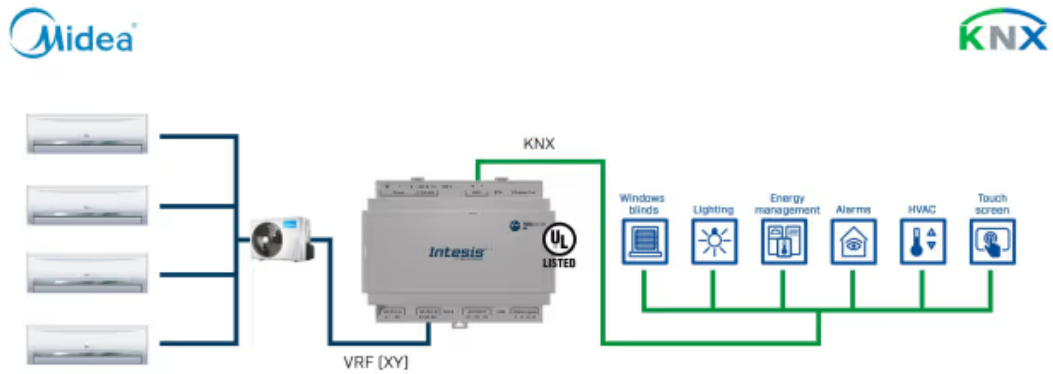 Midea
KNX
KNX
Windows
blinds
Lighting
Energy
management
Alarms
HVAC
Touch
screen
Intesis
UL
LISTED
VRF [XY]